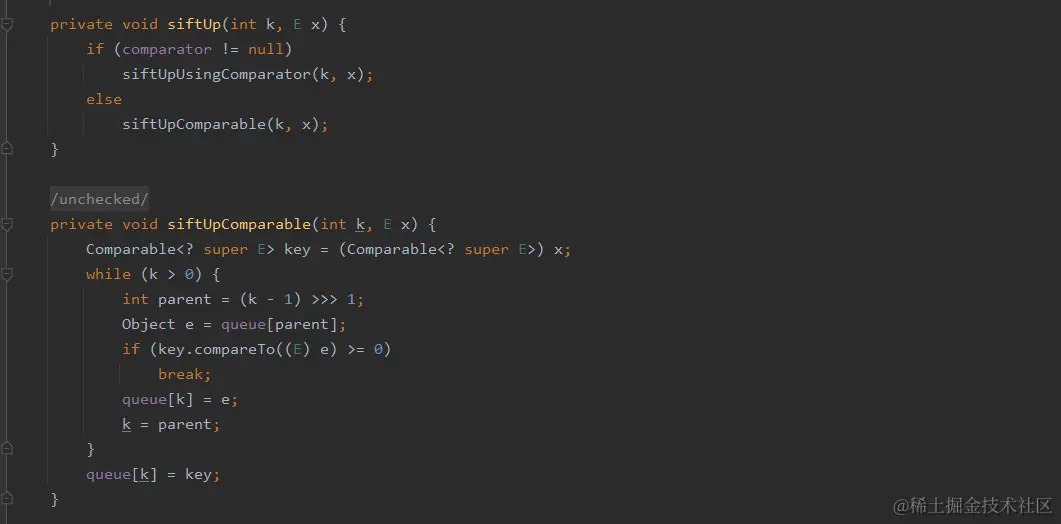 private void siftUp(int k, E x) {
    if (comparator != null)
        siftUpUsingComparator(k, x);
    else
        siftUpComparable(k, x);
}
/unchecked/
private void siftUpComparable(int k, E x) {
    Comparable<? super E> key = (Comparable<? super E>) x;
    while (k > 0) {
        int parent = (k - 1) >>> 1;
        Object e = queue[parent];
        if (key.compareTo((E) e) >= 0)
            break;
        queue[k] = e;
        k = parent;
    }
    queue[k] = key;
}
@稀土掘金技术社区